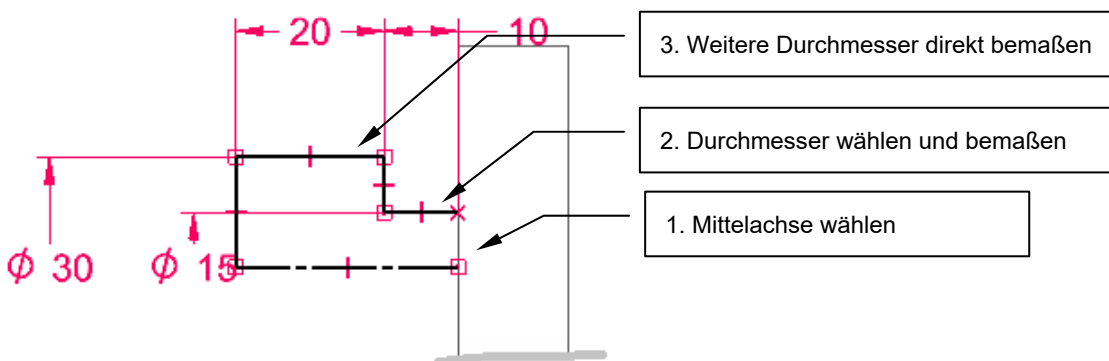 20
10
3. Weitere Durchmesser direkt bemaßen
2. Durchmesser wählen und bemaßen
1. Mittelachse wählen
ϕ 30
ϕ 15